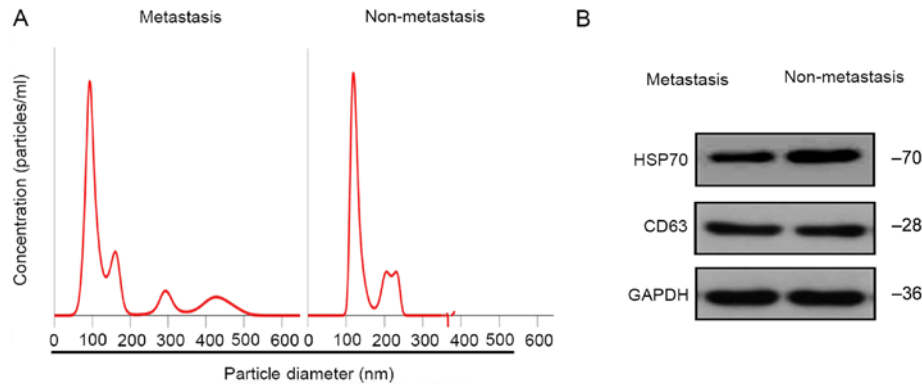 A
Metastasis
Non-metastasis
Concentration (particles/ml)
0 100 200 300 400 500 600
0 100 200 300 400 500 600
Particle diameter (nm)
B
Metastasis
Non-metastasis
HSP70 –70
CD63 –28
GAPDH –36